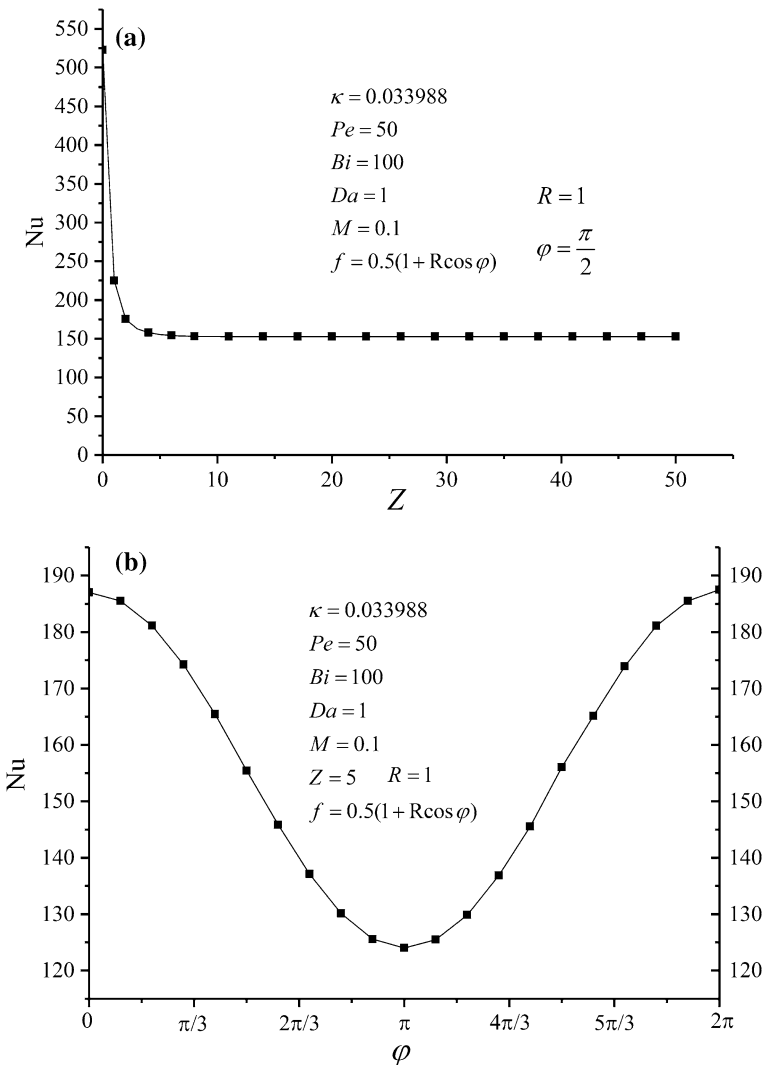 (a)
550
500
450
400
350
300
250
200
150
100
50
0
Nu
κ = 0.033988
Pe = 50
Bi = 100
Da = 1
M = 0.1
f = 0.5(1+Rcosφ)
R = 1
φ = π/2
0 10 20 30 40 50
Z
(b)
190
180
170
160
150
140
130
120
Nu
κ = 0.033988
Pe = 50
Bi = 100
Da = 1
M = 0.1
Z = 5 R = 1
f = 0.5(1+Rcosφ)
190
180
170
160
150
140
130
120
0 π/3 2π/3 π 4π/3 5π/3 2π
φ